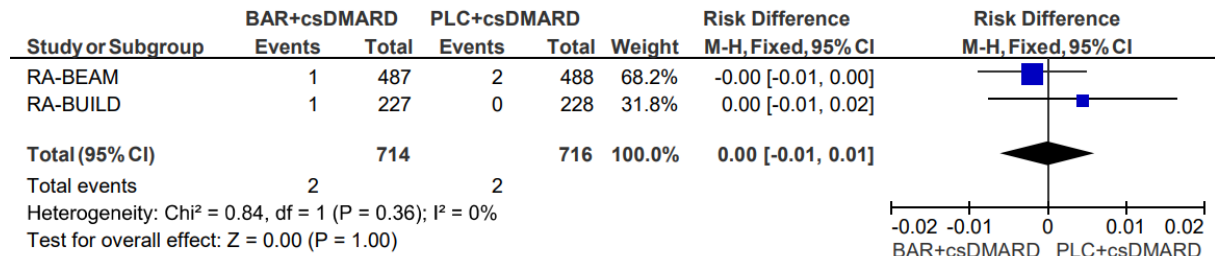 BAR+csDMARD PLC+csDMARD Risk Difference Risk Difference
Study or Subgroup Events Total Events Total Weight M-H, Fixed, 95% CI M-H, Fixed, 95% CI
RA-BEAM 1 487 2 488 68.2% -0.00 [-0.01, 0.00]
RA-BUILD 1 227 0 228 31.8% 0.00 [-0.01, 0.02]
Total (95% CI) 714 716 100.0% 0.00 [-0.01, 0.01]
Total events 2 2
Heterogeneity: Chi² = 0.84, df = 1 (P = 0.36); I² = 0%
Test for overall effect: Z = 0.00 (P = 1.00)
-0.02 -0.01 0 0.01 0.02
BAR+csDMARD PLC+csDMARD